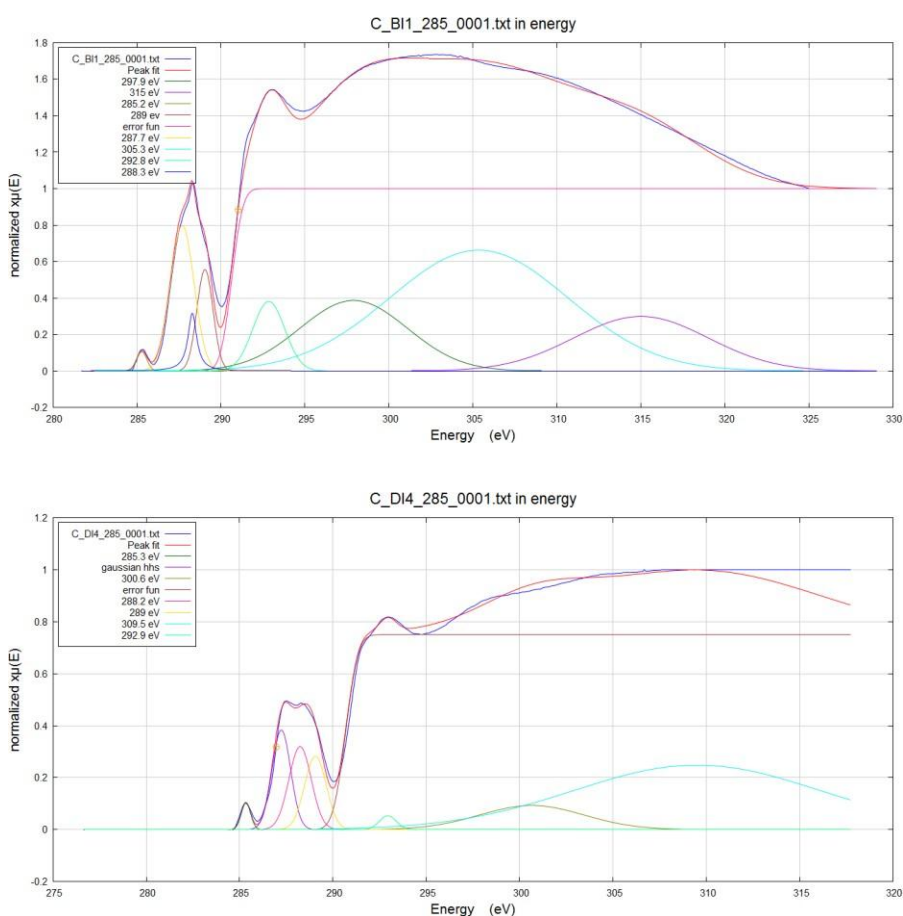 C_BI1_285_0001.txt in energy
1.8
1.6
1.4
1.2
1
0.8
0.6
0.4
0.2
0
-0.2
normalized xμ(E)
C_BI1_285_0001.txt
Peak fit
297.9 eV
315 eV
285.2 eV
289 ev
error fun
287.7 eV
305.3 eV
292.8 eV
288.3 eV
280 285 290 295 300 305 310 315 320 325 330
Energy (eV)
C_DI4_285_0001.txt in energy
1.2
1
0.8
0.6
0.4
0.2
0
-0.2
normalized xμ(E)
C_DI4_285_0001.txt
Peak fit
285.3 eV
gaussian hhs
300.6 eV
error fun
288.2 eV
289 eV
309.5 eV
292.9 eV
275 280 285 290 295 300 305 310 315 320
Energy (eV)